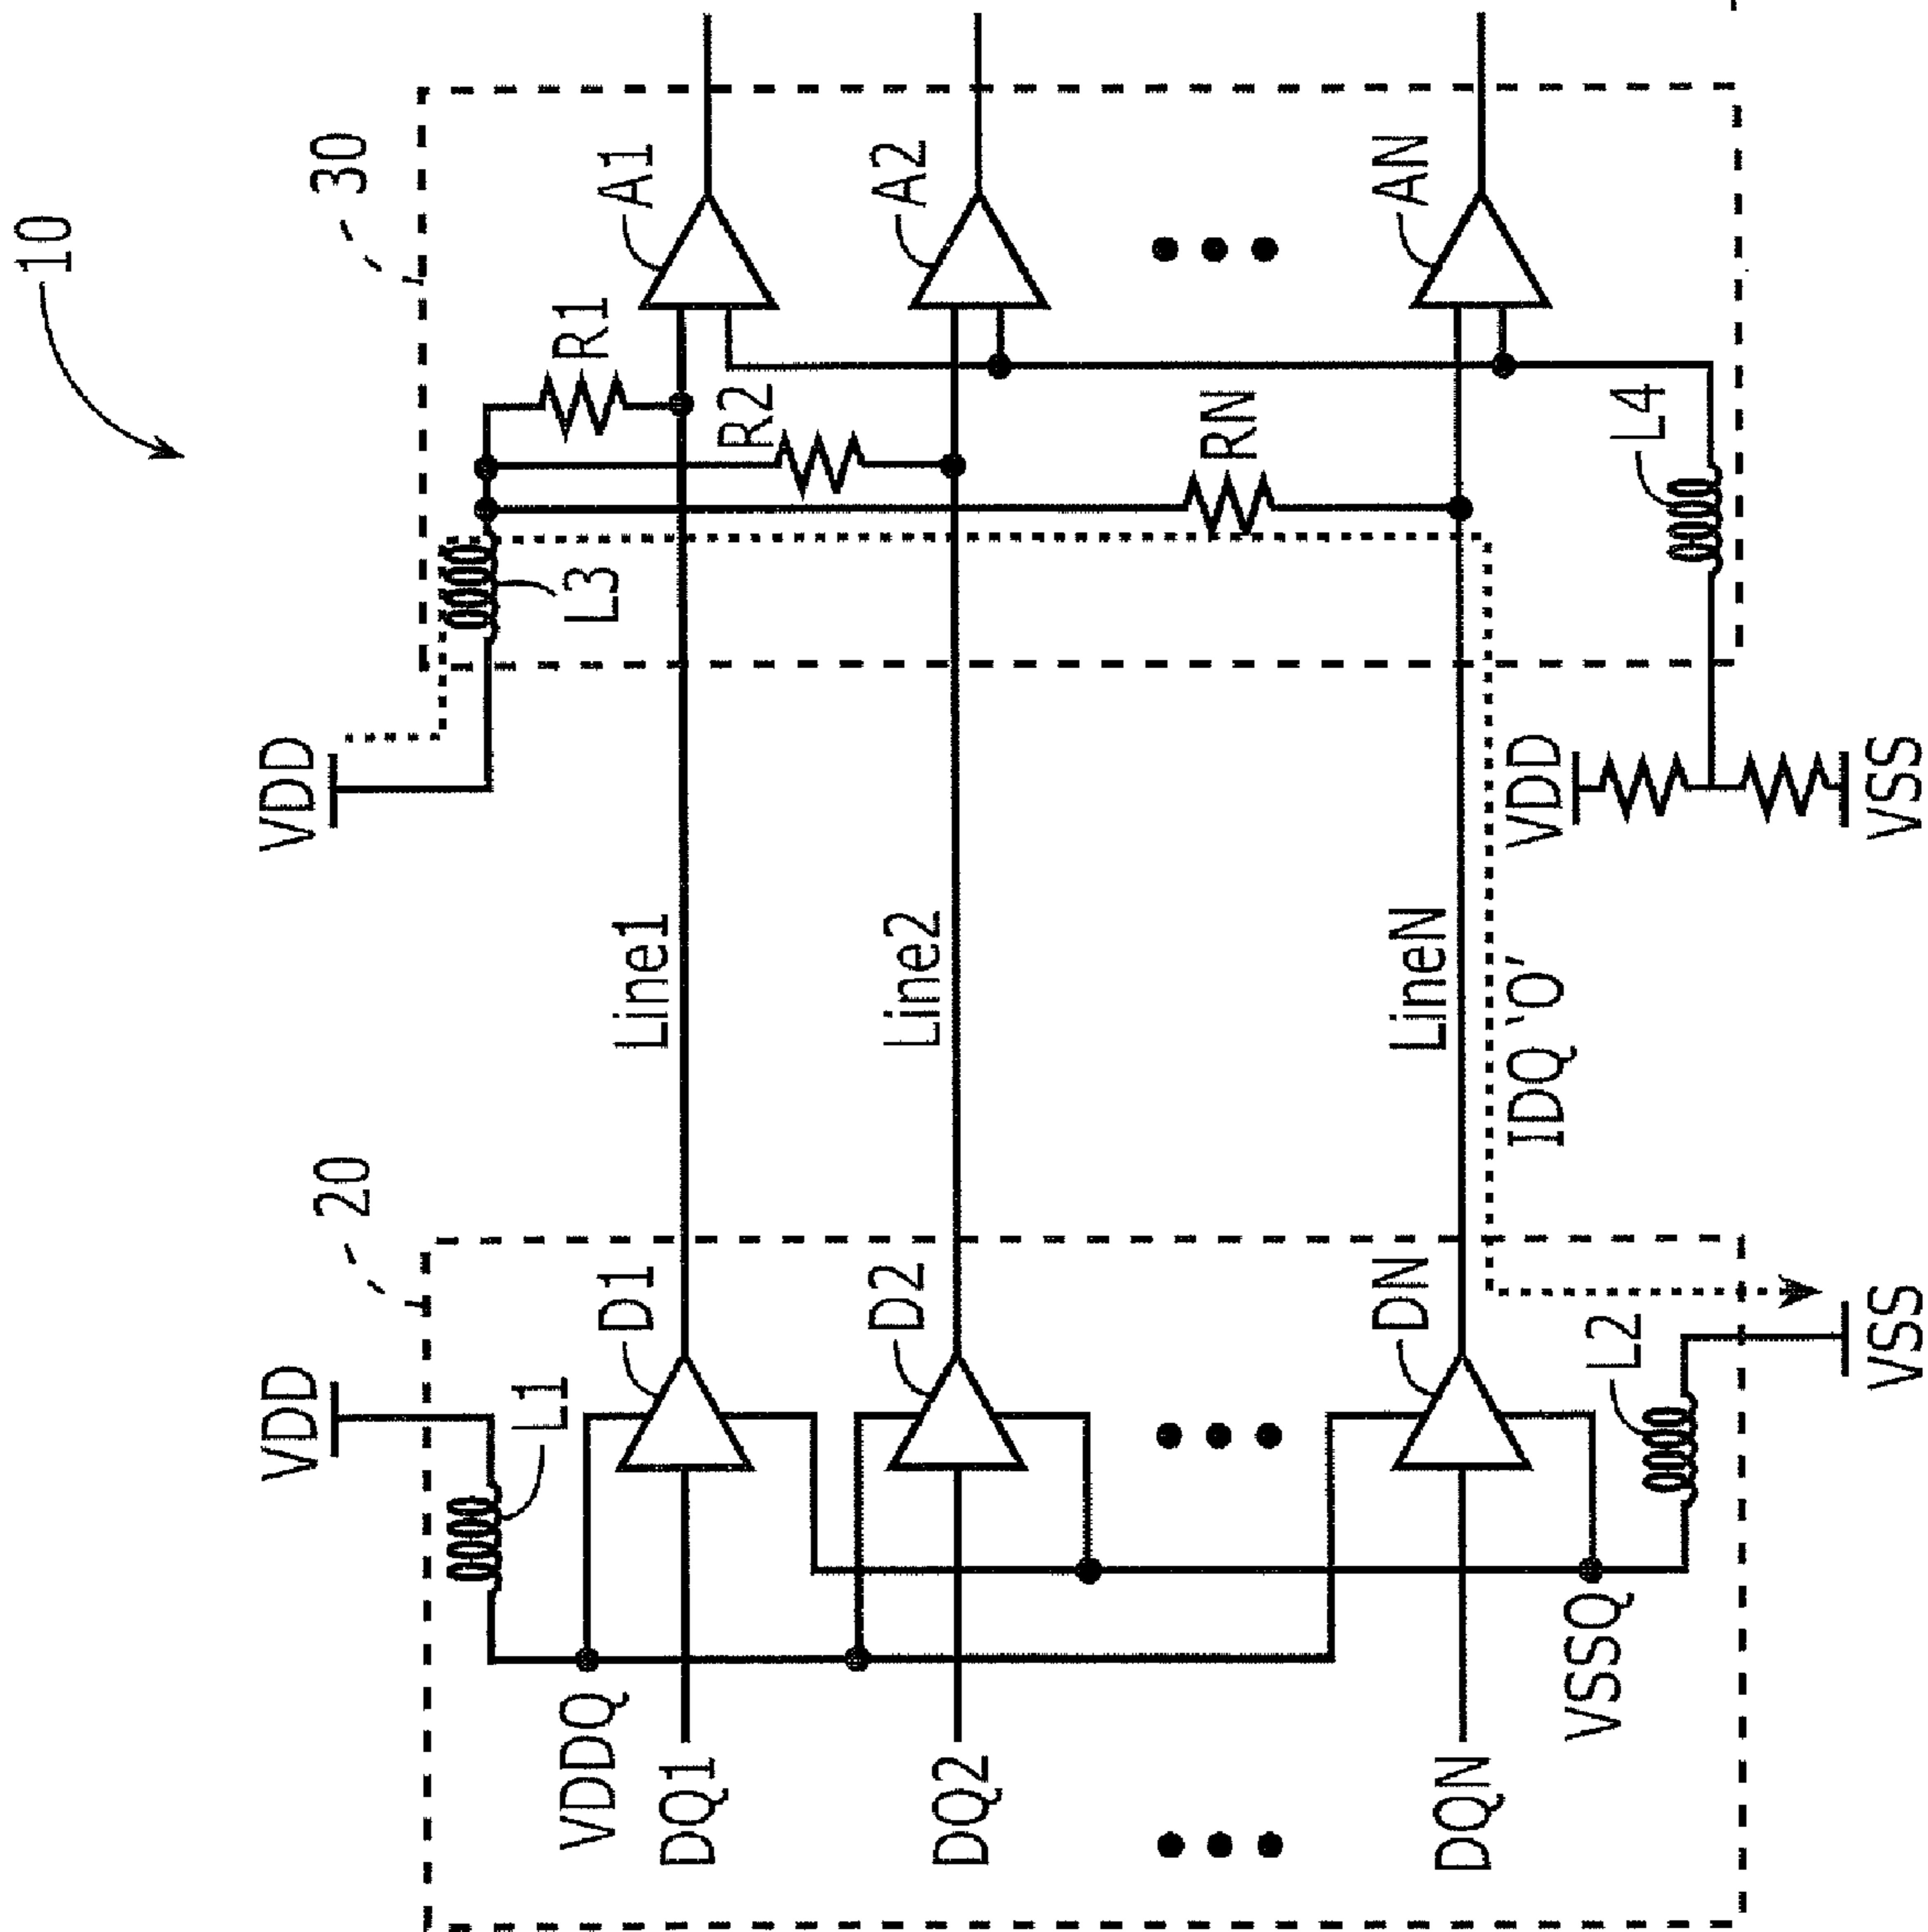 10
20
30
VDD
VDD
L1
L3
VDDQ
D1
Line1
R1
A1
DQ1
R2
D2
Line2
A2
DQ2
RN
DN
LineN
AN
DQN
IDQ '0'
VSSQ
L2
VDD
L4
VSS
VSS